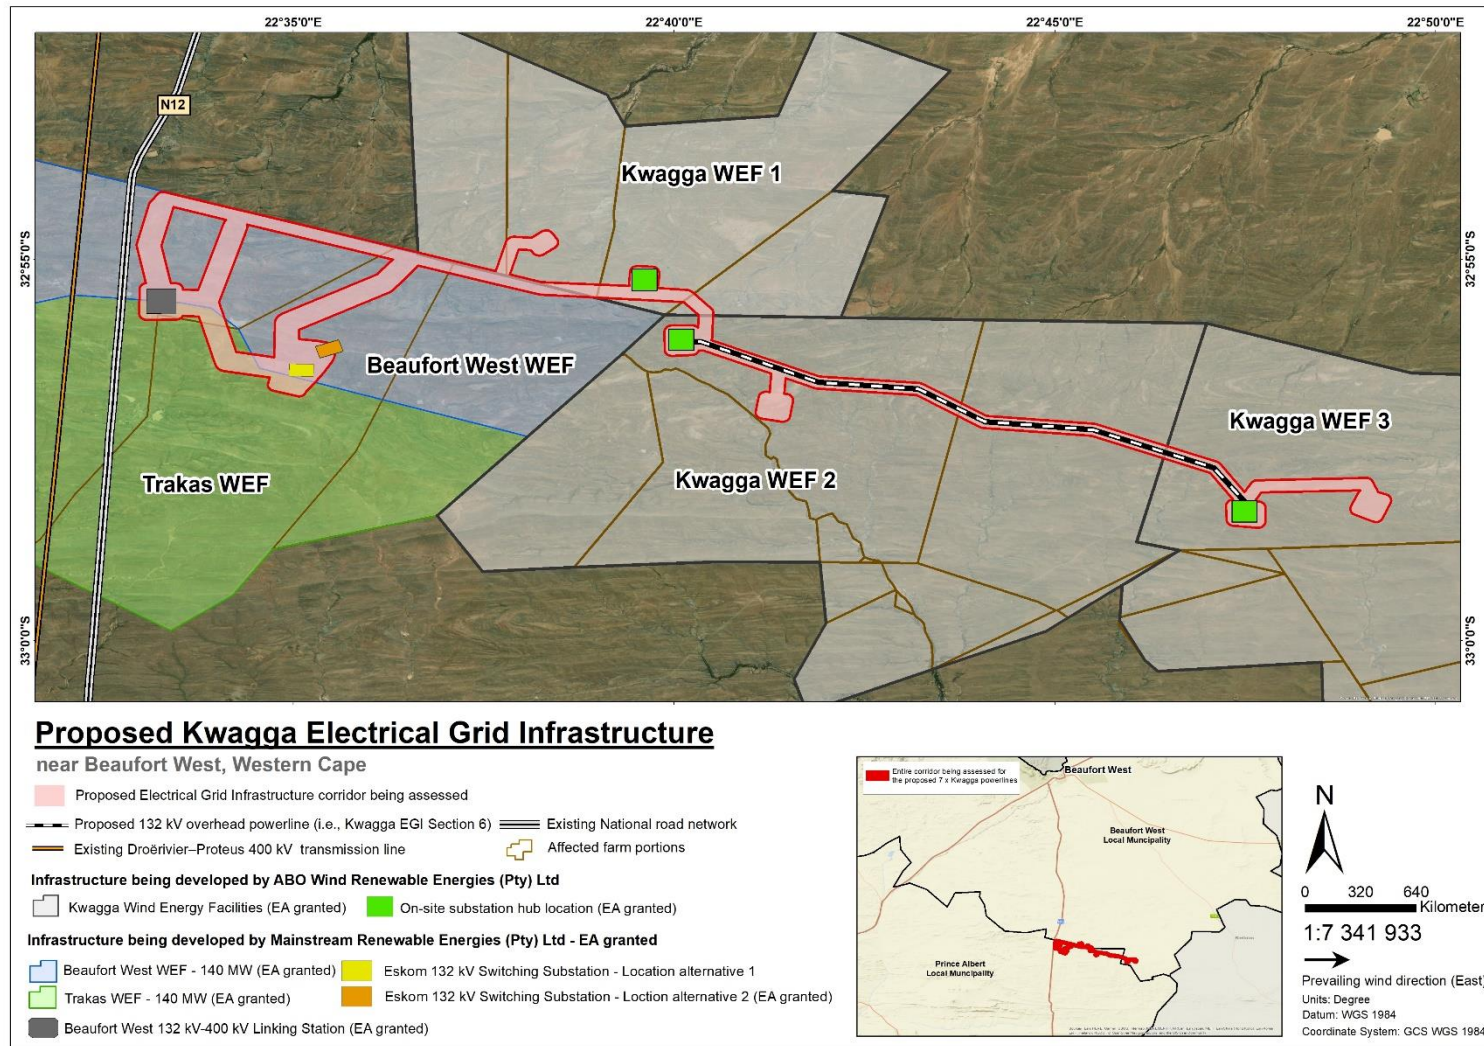 22°35'0"E 22°40'0"E 22°45'0"E 22°50'0"E
N12
Kwagga WEF 1
32°55'0"S
32°55'0"S
Beaufort West WEF
Kwagga WEF 3
Trakas WEF
Kwagga WEF 2
33°0'0"S
33°0'0"S
Proposed Kwagga Electrical Grid Infrastructure
near Beaufort West, Western Cape
Proposed Electrical Grid Infrastructure corridor being assessed
Proposed 132 kV overhead powerline (i.e., Kwagga EGI Section 6)
Existing National road network
Existing Droërivier–Proteus 400 kV transmission line
Affected farm portions
Infrastructure being developed by ABO Wind Renewable Energies (Pty) Ltd
Kwagga Wind Energy Facilities (EA granted)
On-site substation hub location (EA granted)
Infrastructure being developed by Mainstream Renewable Energies (Pty) Ltd - EA granted
Beaufort West WEF - 140 MW (EA granted)
Eskom 132 kV Switching Substation - Location alternative 1
Trakas WEF - 140 MW (EA granted)
Eskom 132 kV Switching Substation - Loction alternative 2 (EA granted)
Beaufort West 132 kV-400 kV Linking Station (EA granted)
Entire corridor being assessed for
the proposed 7 x Kwagga powerlines
Beaufort West
Beaufort West
Local Muncipality
Prince Albert
Local Muncipality
N
0 320 640
Kilometer
1:7 341 933
Prevailing wind direction (East)
Units: Degree
Datum: WGS 1984
Coordinate System: GCS WGS 1984